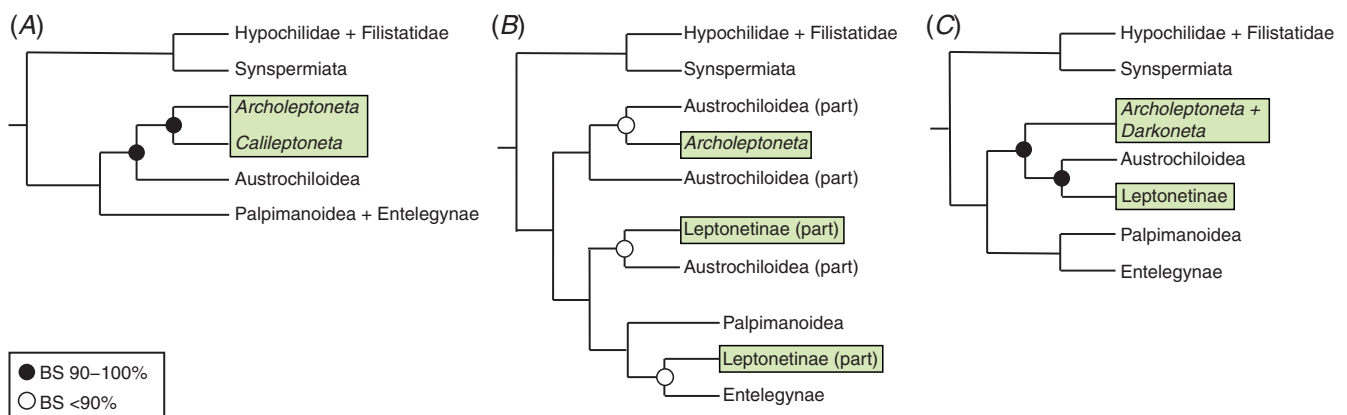 (A)
Hypochilidae + Filistatidae
Synspermiata
Archoleptoneta
Calileptoneta
Austrochiloidea
Palpimanoidea + Entelegynae
BS 90–100%
BS <90%
(B)
Hypochilidae + Filistatidae
Synspermiata
Austrochiloidea (part)
Archoleptoneta
Austrochiloidea (part)
Leptonetinae (part)
Austrochiloidea (part)
Palpimanoidea
Leptonetinae (part)
Entelegynae
(C)
Hypochilidae + Filistatidae
Synspermiata
Archoleptoneta +
Darkoneta
Austrochiloidea
Leptonetinae
Palpimanoidea
Entelegynae